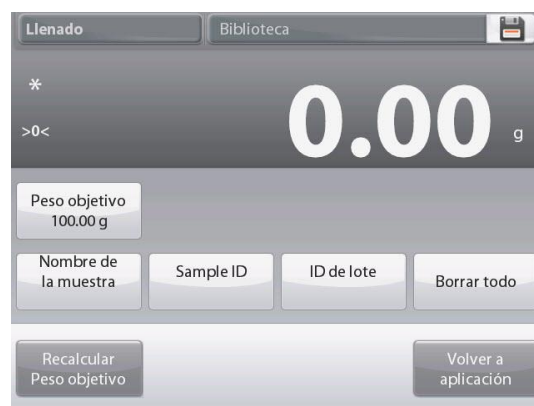 Llenado
Biblioteca
*
>0<
0.00 g
Peso objetivo
100.00 g
Nombre de
la muestra
Sample ID
ID de lote
Borrar todo
Recalcular
Peso objetivo
Volver a
aplicación